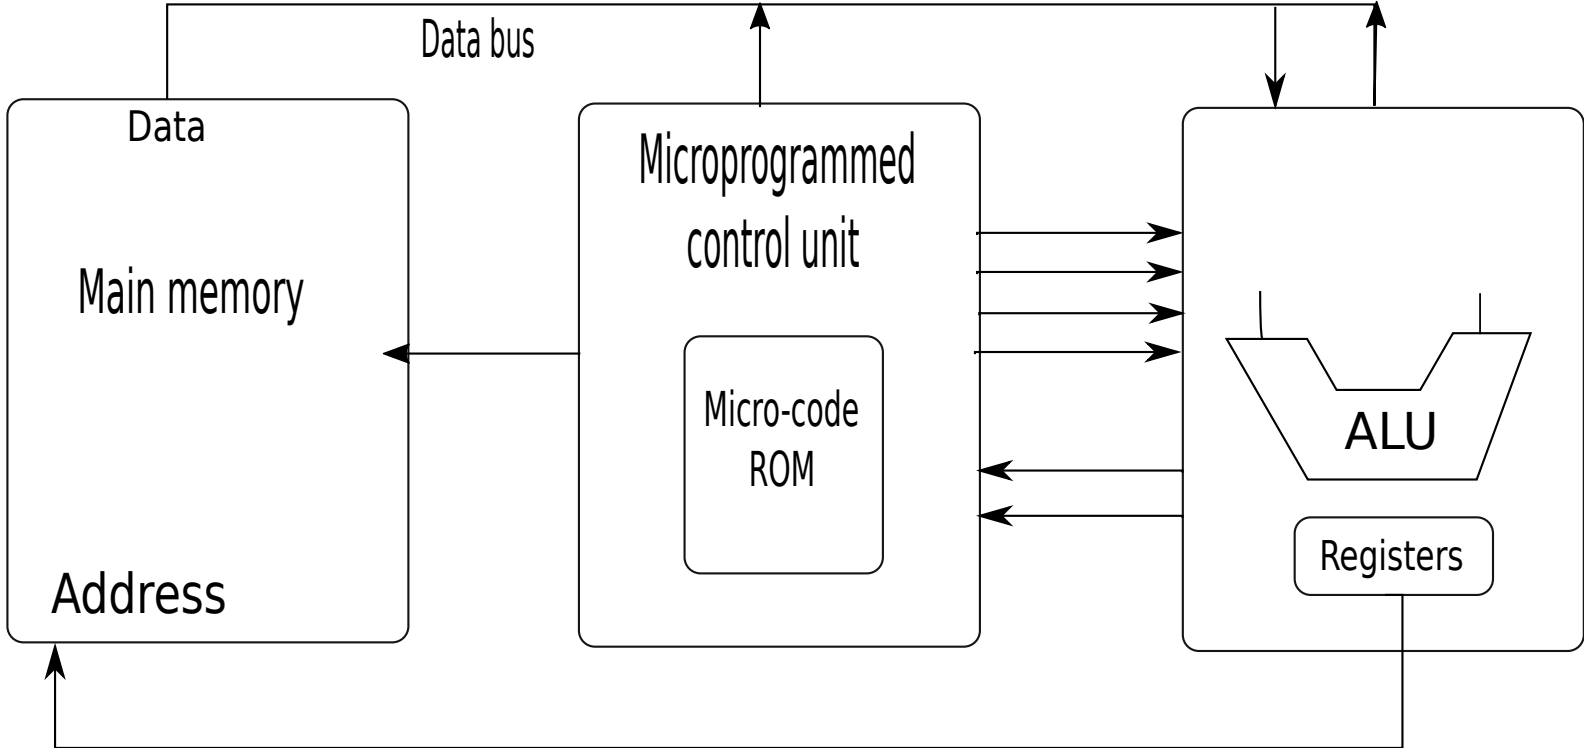 Data bus
Data
Main memory
Address
Microprogrammed
control unit
Micro-code
ROM
ALU
Registers